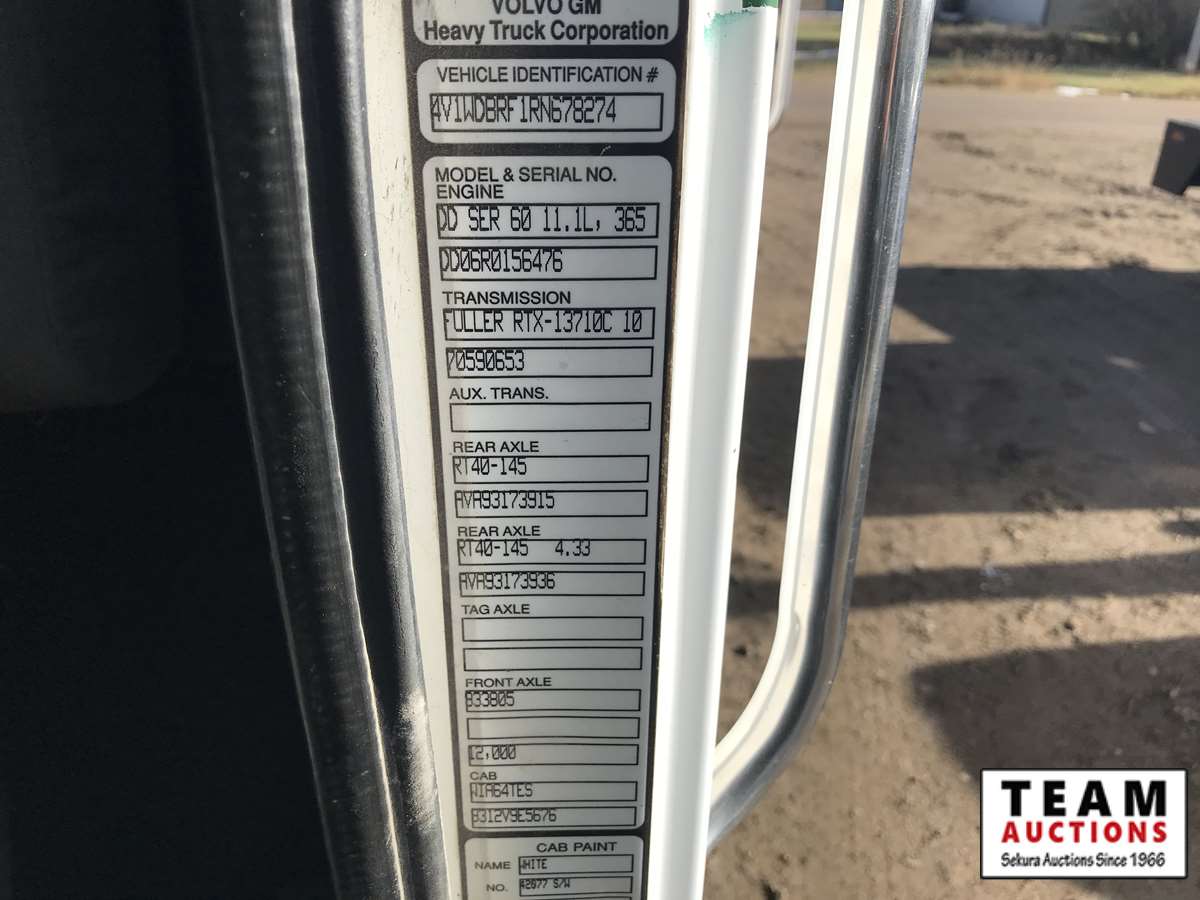 VOLVO GM
Heavy Truck Corporation
VEHICLE IDENTIFICATION #
4V1WDBRF1RN678274
MODEL & SERIAL NO.
ENGINE
DD SER 60 11.1L, 365
DD06R0156476
TRANSMISSION
FULLER RTX-13710C 10
70590653
AUX. TRANS.
REAR AXLE
RT40-145
AVA93173915
REAR AXLE
RT40-145 4.33
AVA93173936
TAG AXLE
FRONT AXLE
833805
12,000
CAB
WIA64TES
8312V9E5676
CAB PAINT
NAME WHITE
NO. 42077 S/W
TEAM
AUCTIONS
Sekura Auctions Since 1966